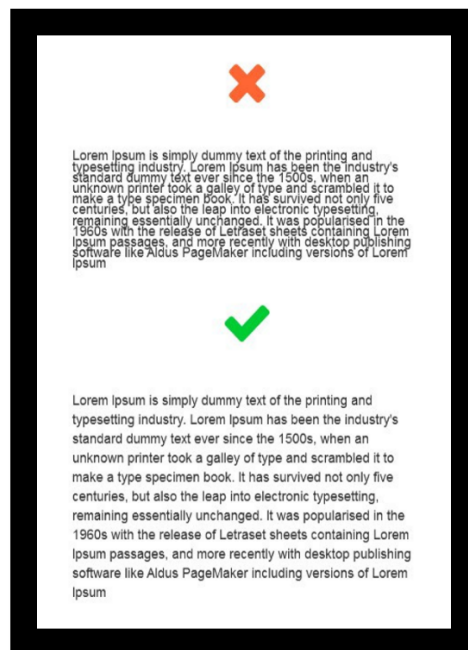 Lorem Ipsum is simply dummy text of the printing and
typesetting industry. Lorem Ipsum has been the industry's
standard dummy text ever since the 1500s, when an
unknown printer took a galley of type and scrambled it to
make a type specimen book. It has survived not only five
centuries, but also the leap into electronic typesetting,
remaining essentially unchanged. It was popularised in the
1960s with the release of Letraset sheets containing Lorem
Ipsum passages, and more recently with desktop publishing
software like Aldus PageMaker including versions of Lorem
Ipsum
Lorem Ipsum is simply dummy text of the printing and
typesetting industry. Lorem Ipsum has been the industry's
standard dummy text ever since the 1500s, when an
unknown printer took a galley of type and scrambled it to
make a type specimen book. It has survived not only five
centuries, but also the leap into electronic typesetting,
remaining essentially unchanged. It was popularised in the
1960s with the release of Letraset sheets containing Lorem
Ipsum passages, and more recently with desktop publishing
software like Aldus PageMaker including versions of Lorem
Ipsum